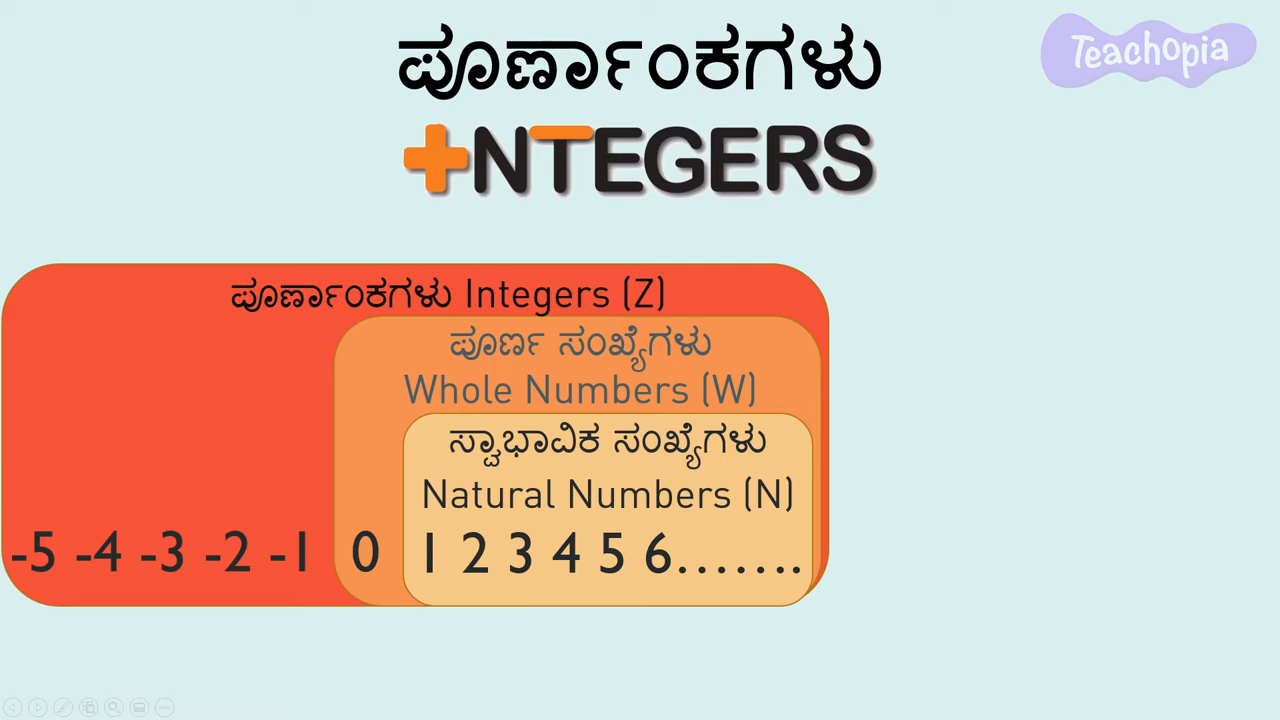 ಪೂರ್ಣಾಂಕಗಳು
Teachopia
+NTEGERS
ಪೂರ್ಣಾಂಕಗಳು Integers (Z)
ಪೂರ್ಣ ಸಂಖ್ಯೆಗಳು
Whole Numbers (W)
ಸ್ವಾಭಾವಿಕ ಸಂಖ್ಯೆಗಳು
Natural Numbers (N)
-5 -4 -3 -2 -1 0 1 2 3 4 5 6.......